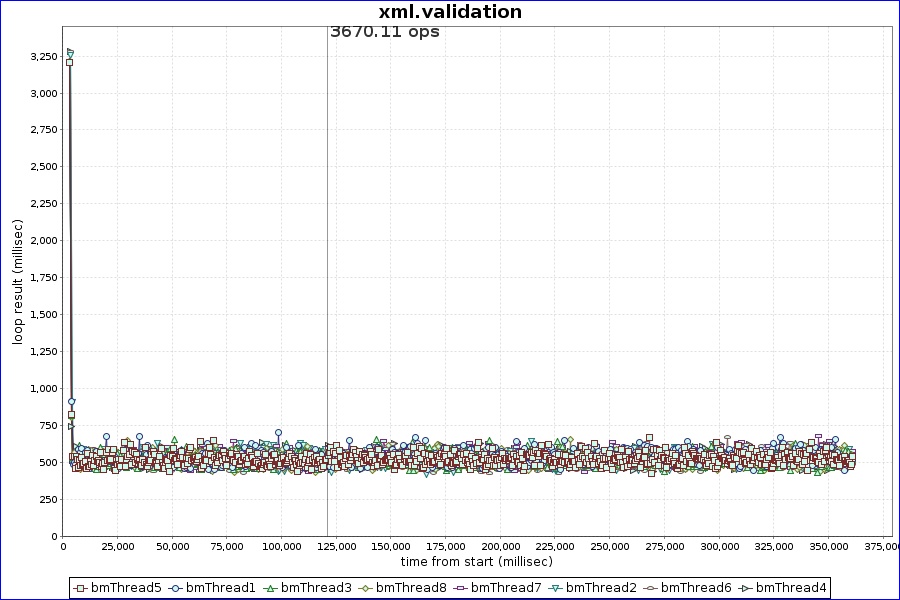 xml.validation
3670.11 ops
3,250
3,000
2,750
2,500
2,250
2,000
1,750
1,500
1,250
1,000
750
500
250
0
loop result (millisec)
0 25,000 50,000 75,000 100,000 125,000 150,000 175,000 200,000 225,000 250,000 275,000 300,000 325,000 350,000 375,000
time from start (millisec)
bmThread5 bmThread1 bmThread3 bmThread8 bmThread7 bmThread2 bmThread6 bmThread4